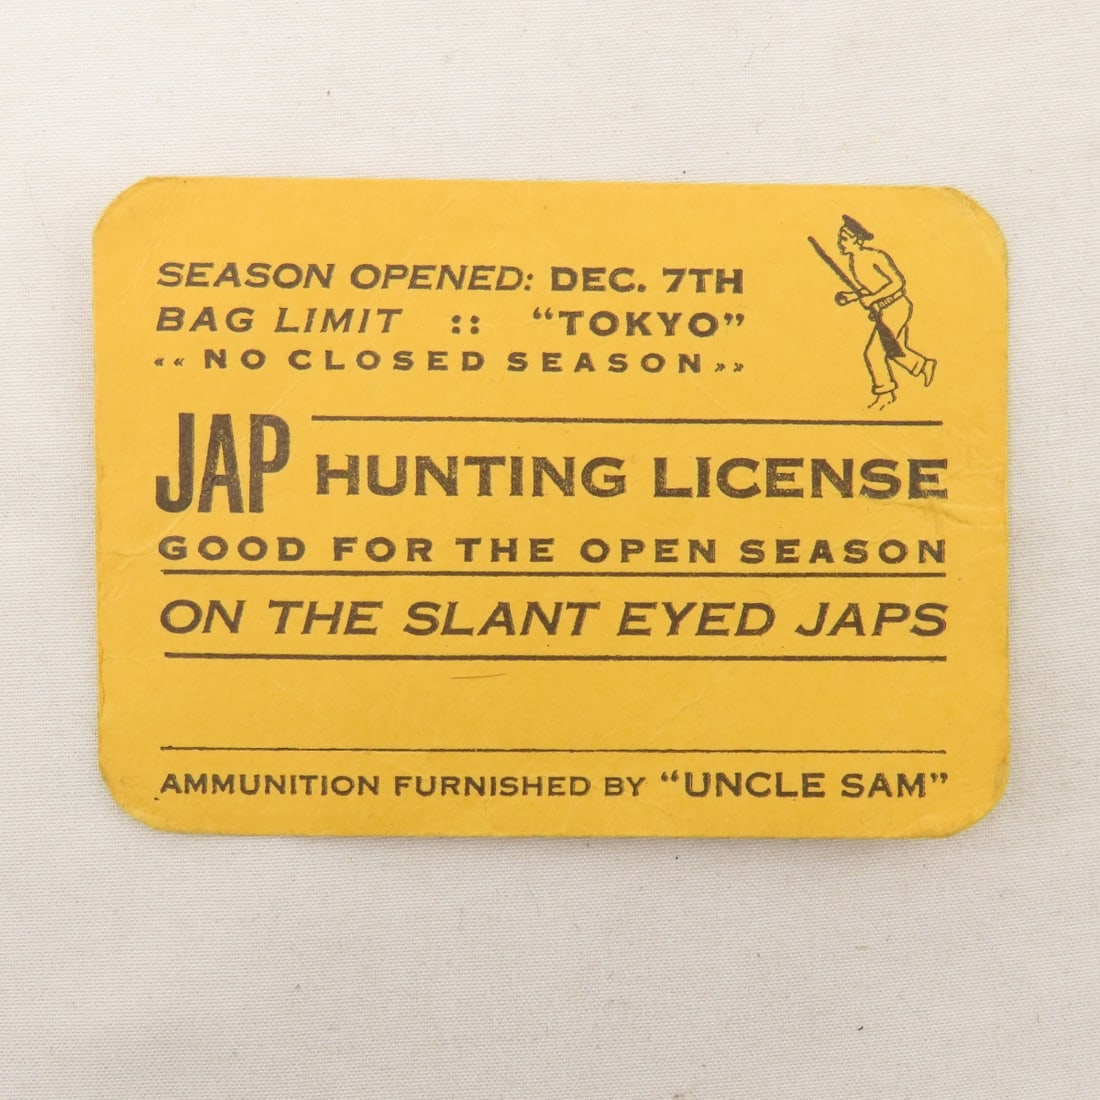 SEASON OPENED: DEC. 7TH
BAG LIMIT :: “TOKYO”
«« NO CLOSED SEASON »»
JAP HUNTING LICENSE
GOOD FOR THE OPEN SEASON
ON THE SLANT EYED JAPS
AMMUNITION FURNISHED BY “UNCLE SAM”